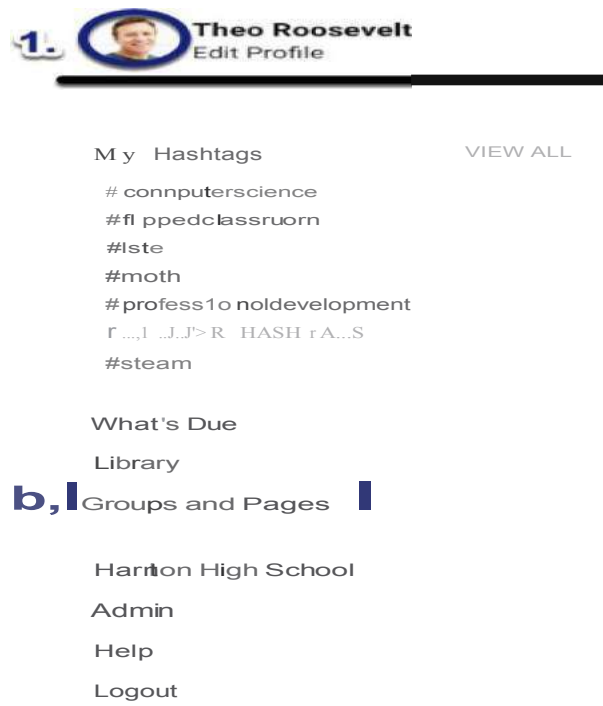 1. Theo Roosevelt
Edit Profile
My Hashtags VIEW ALL
# connputerscience
#fl ppedclassruorn
#lste
#moth
#profess1o noldevelopment
HASH
#steam
What's Due
Library
b, Groups and Pages
High School
Admin
Help
Logout